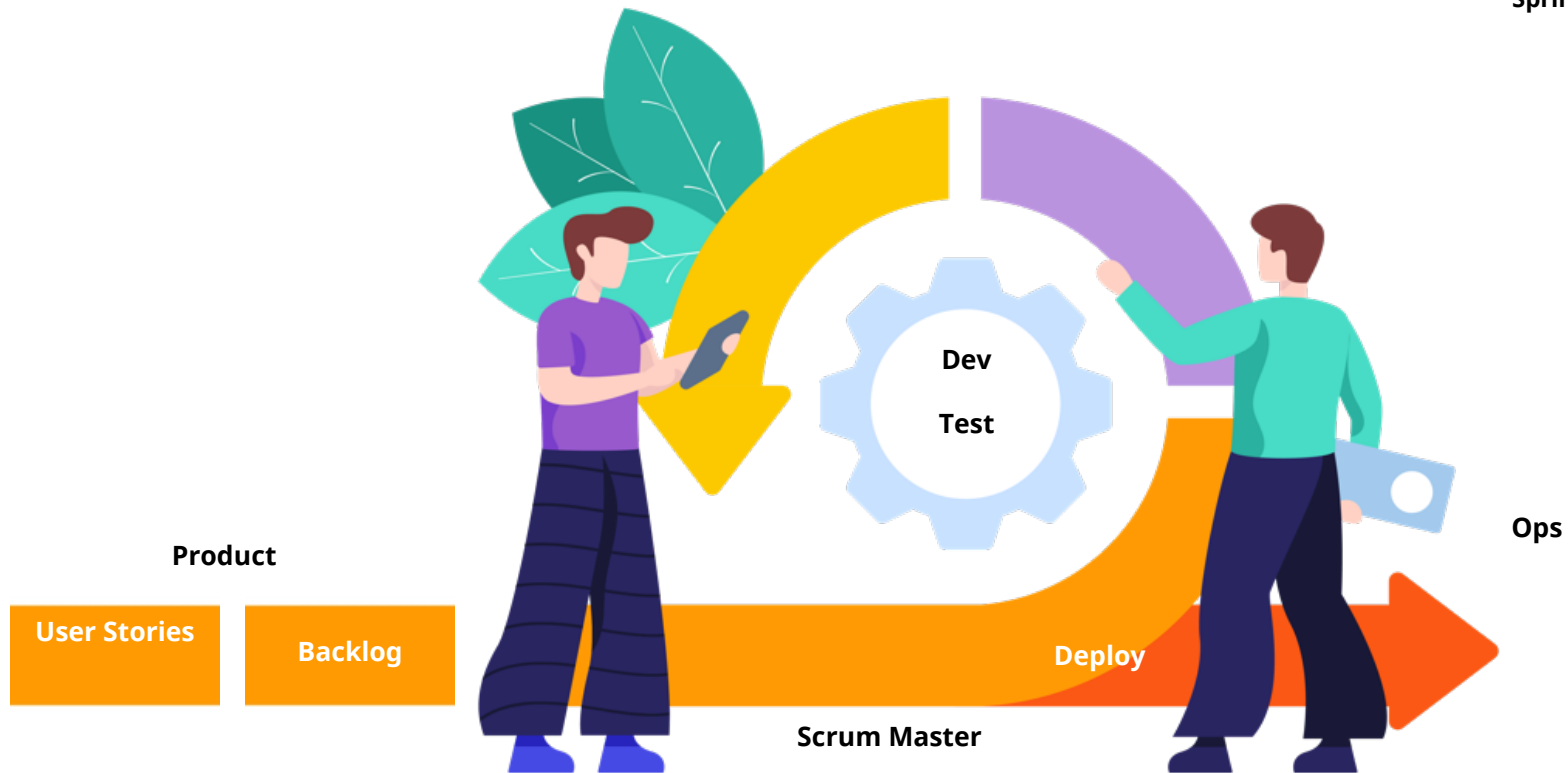 Dev
Test
Ops
Product
User Stories
Backlog
Deploy
Scrum Master